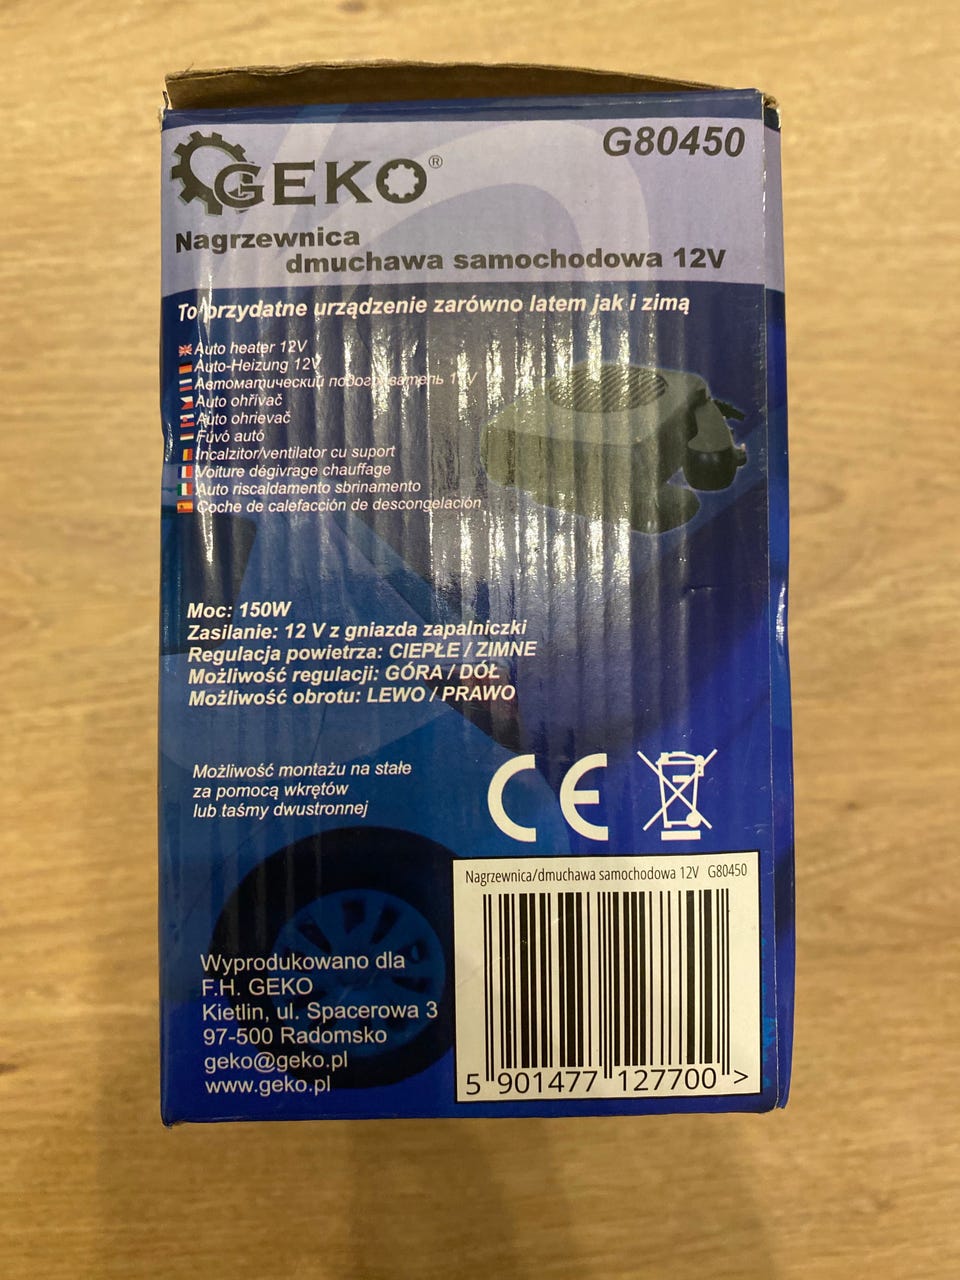 G80450
GEKO®
Nagrzewnica
dmuchawa samochodowa 12V
To przydatne urządzenie zarówno latem jak i zimą
Auto heater 12V
Auto-Heizung 12V
Автоматический подогреватель 12V
Auto ohřívač
Auto ohrievač
Fúvó autó
Incalzitor/ventilator cu suport
Voiture dégivrage chauffage
Auto riscaldamento sbrinamento
Coche de calefacción de descongelación
Moc: 150W
Zasilanie: 12 V z gniazda zapalniczki
Regulacja powietrza: CIEPŁE / ZIMNE
Możliwość regulacji: GÓRA / DÓŁ
Możliwość obrotu: LEWO / PRAWO
Możliwość montażu na stałe
za pomocą wkrętów
lub taśmy dwustronnej
CE
Nagrzewnica/dmuchawa samochodowa 12V G80450
5 901477 127700 >
Wyprodukowano dla
F.H. GEKO
Kietlin, ul. Spacerowa 3
97-500 Radomsko
geko@geko.pl
www.geko.pl